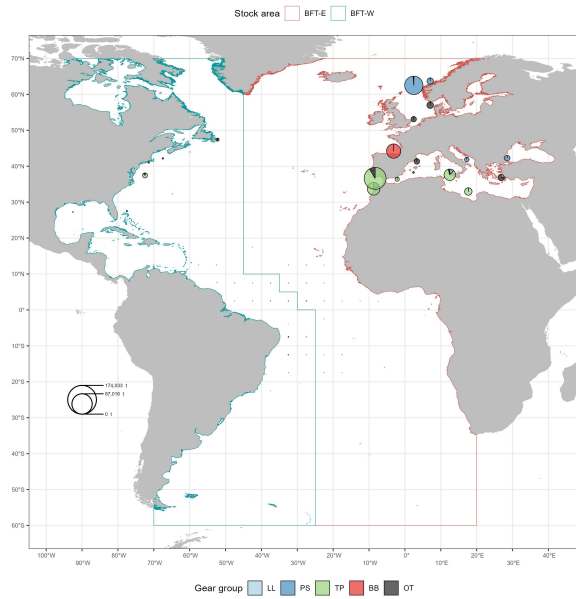 Stock area BFT-E BFT-W
70°N
60°N
50°N
40°N
30°N
20°N
10°N
0°
10°S
20°S
30°S
40°S
50°S
60°S
174,033 t
87,016 t
0 t
100°W 80°W 60°W 40°W 20°W 0° 20°E 40°E
90°W 70°W 50°W 30°W 10°W 10°E 30°E
Gear group LL PS TP BB OT